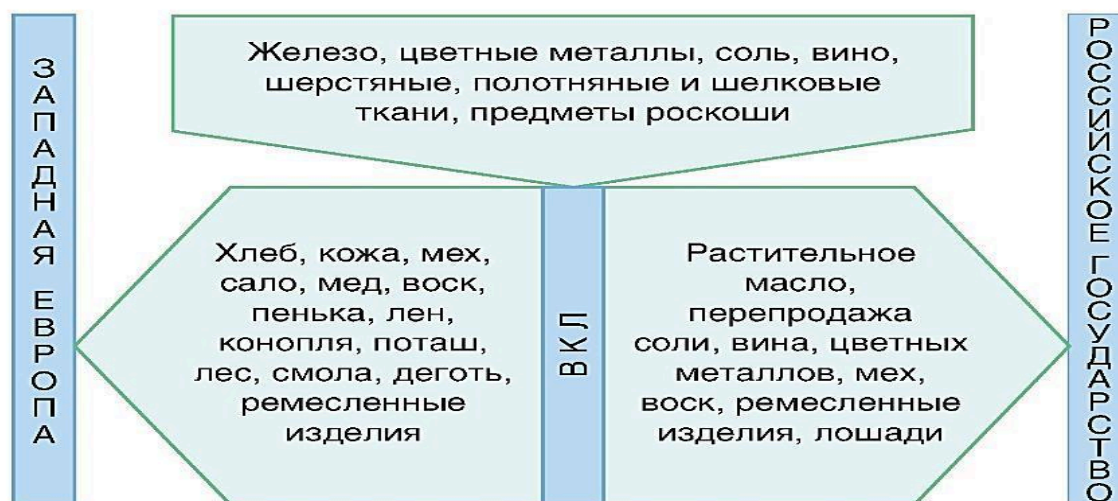 ЗАПАДНАЯ ЕВРОПА
Железо, цветные металлы, соль, вино,
шерстяные, полотняные и шелковые
ткани, предметы роскоши
Хлеб, кожа, мех,
сало, мед, воск,
пенька, лен,
конопля, поташ,
лес, смола, деготь,
ремесленные
изделия
ВКЛ
Растительное
масло,
перепродажа
соли, вина, цветных
металлов, мех,
воск, ремесленные
изделия, лошади
РОССИЙСКОЕ ГОСУДАРСТВО